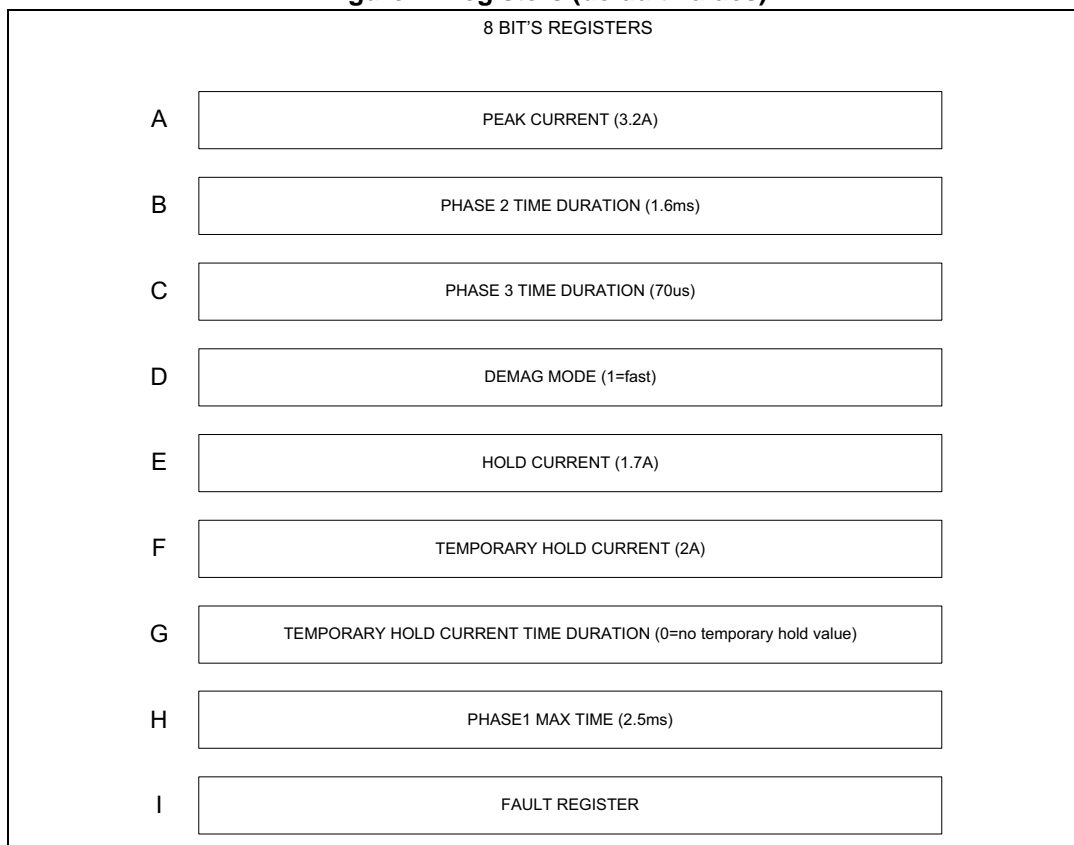 (default values)
8 BIT'S REGISTERS
A PEAK CURRENT (3.2A)
B PHASE 2 TIME DURATION (1.6ms)
C PHASE 3 TIME DURATION (70us)
D DEMAG MODE (1=fast)
E HOLD CURRENT (1.7A)
F TEMPORARY HOLD CURRENT (2A)
G TEMPORARY HOLD CURRENT TIME DURATION (0=no temporary hold value)
H PHASE1 MAX TIME (2.5ms)
I FAULT REGISTER